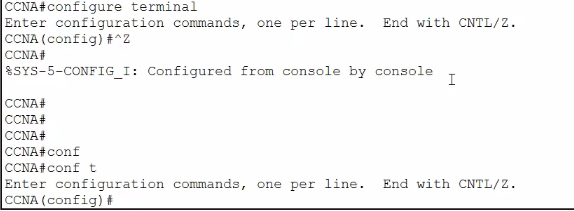 CCNA#configure terminal
Enter configuration commands, one per line.  End with CNTL/Z.
CCNA(config)#^Z
CCNA#
%SYS-5-CONFIG_I: Configured from console by console
CCNA#
CCNA#
CCNA#
CCNA#conf
CCNA#conf t
Enter configuration commands, one per line.  End with CNTL/Z.
CCNA(config)#